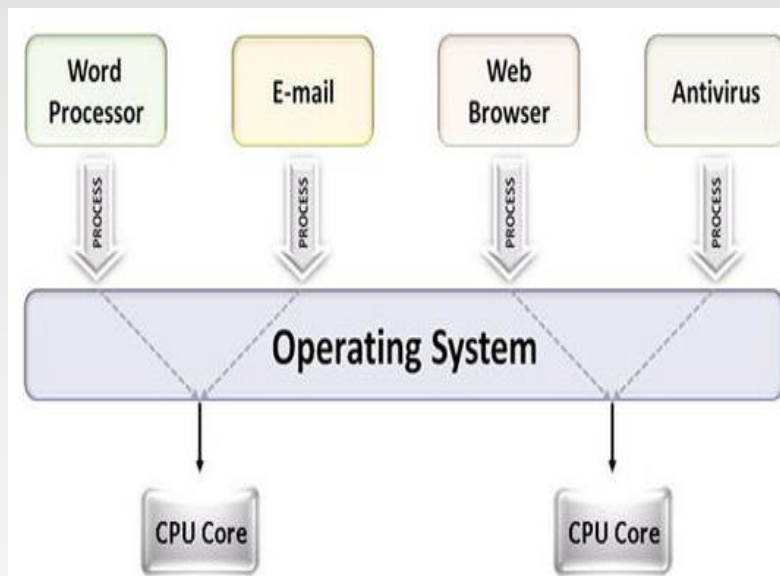 Word
Processor
E-mail
Web
Browser
Antivirus
PROCESS
PROCESS
PROCESS
PROCESS
Operating System
CPU Core
CPU Core